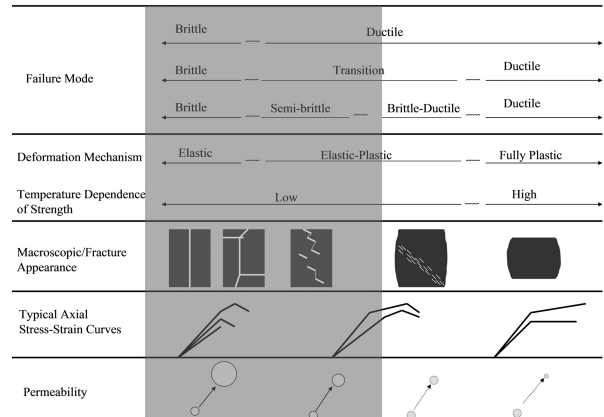 Brittle
Ductile
Failure Mode
Brittle
Transition
Ductile
Brittle
Semi-brittle
Brittle-Ductile
Ductile
Deformation Mechanism
Elastic
Elastic-Plastic
Fully Plastic
Temperature Dependence
of Strength
Low
High
Macroscopic/Fracture
Appearance
Typical Axial
Stress-Strain Curves
Permeability